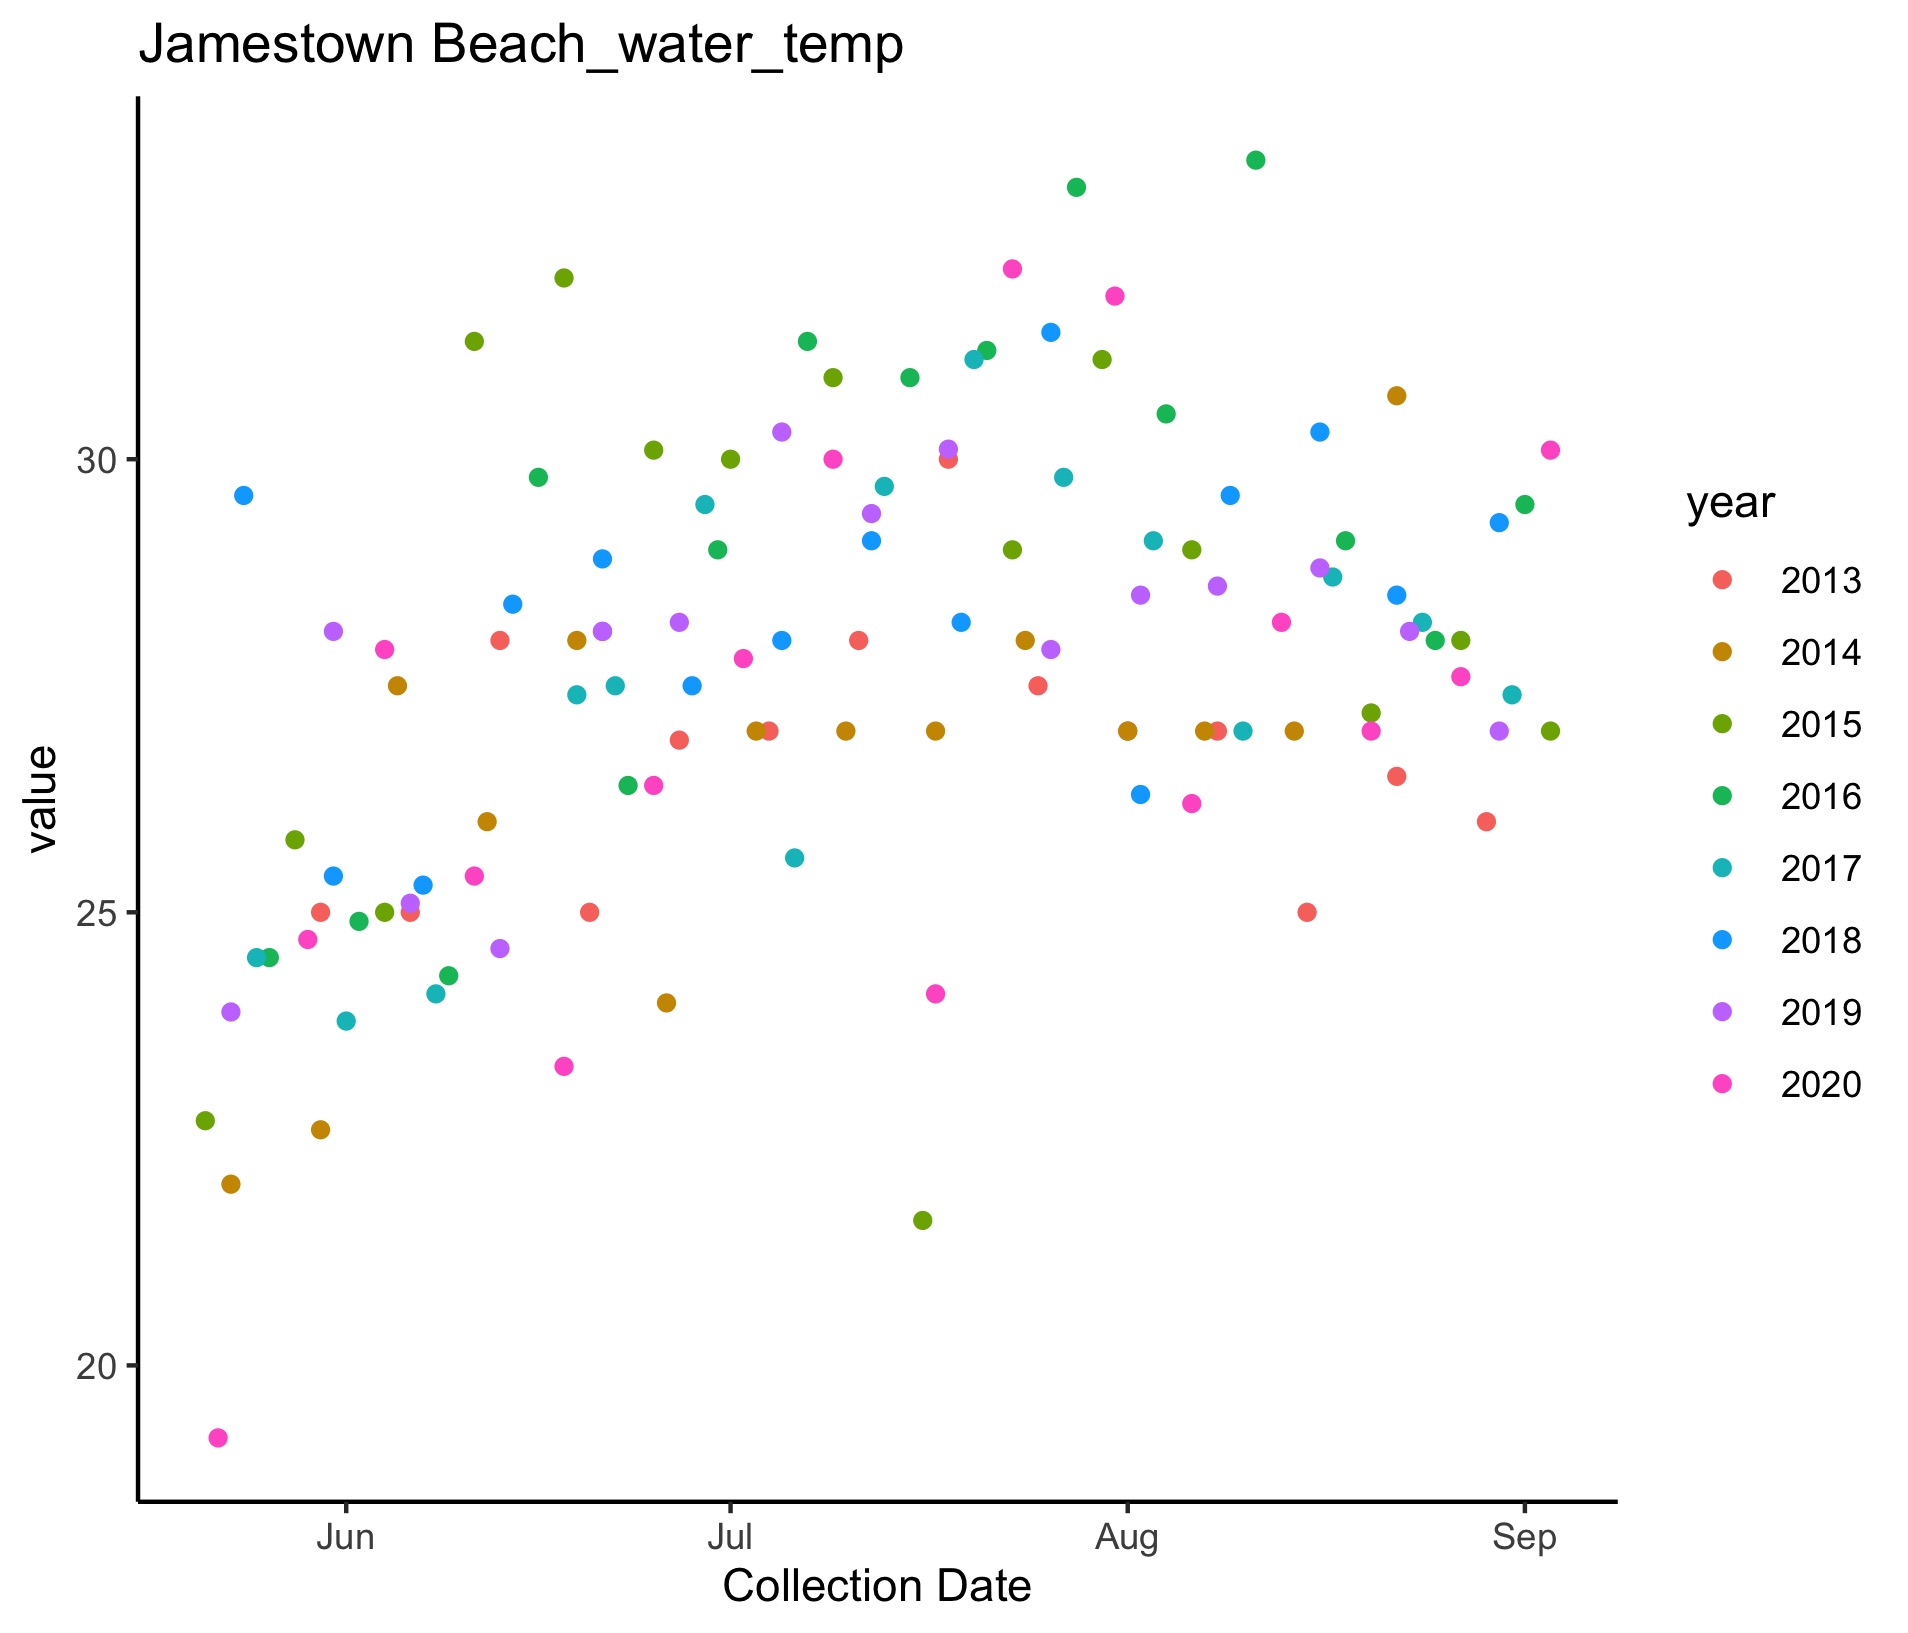 Jamestown Beach_water_temp
value
30
25
20
Jun
Jul
Aug
Sep
Collection Date
year
2013
2014
2015
2016
2017
2018
2019
2020